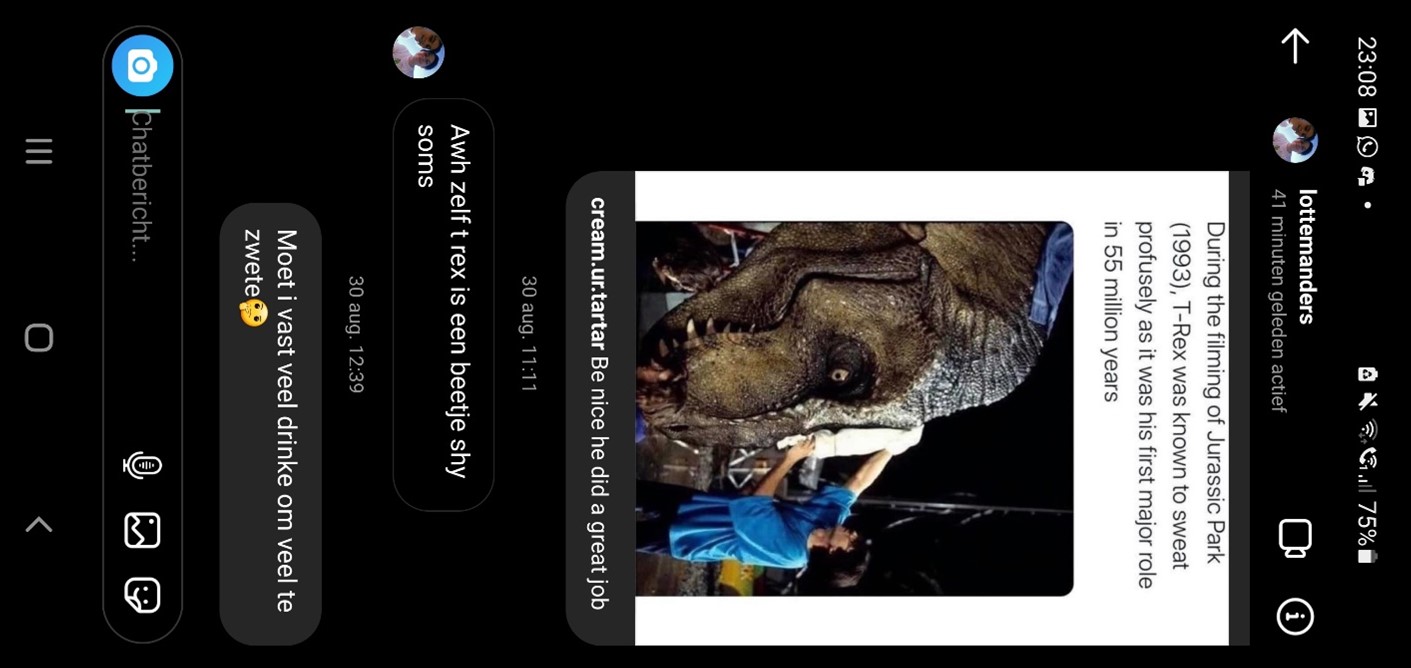 23:08 75%
lottemanders
41 minuten geleden actief
During the filming of Jurassic Park
(1993), T-Rex was known to sweat
profusely as it was his first major role
in 55 million years
RK
cream.ur.tartar Be nice he did a great job
30 aug. 11:11
Awh zelf t rex is een beetje shy
soms
30 aug. 12:39
Moet i vast veel drinke om veel te
zwete🤔
Chatbericht...